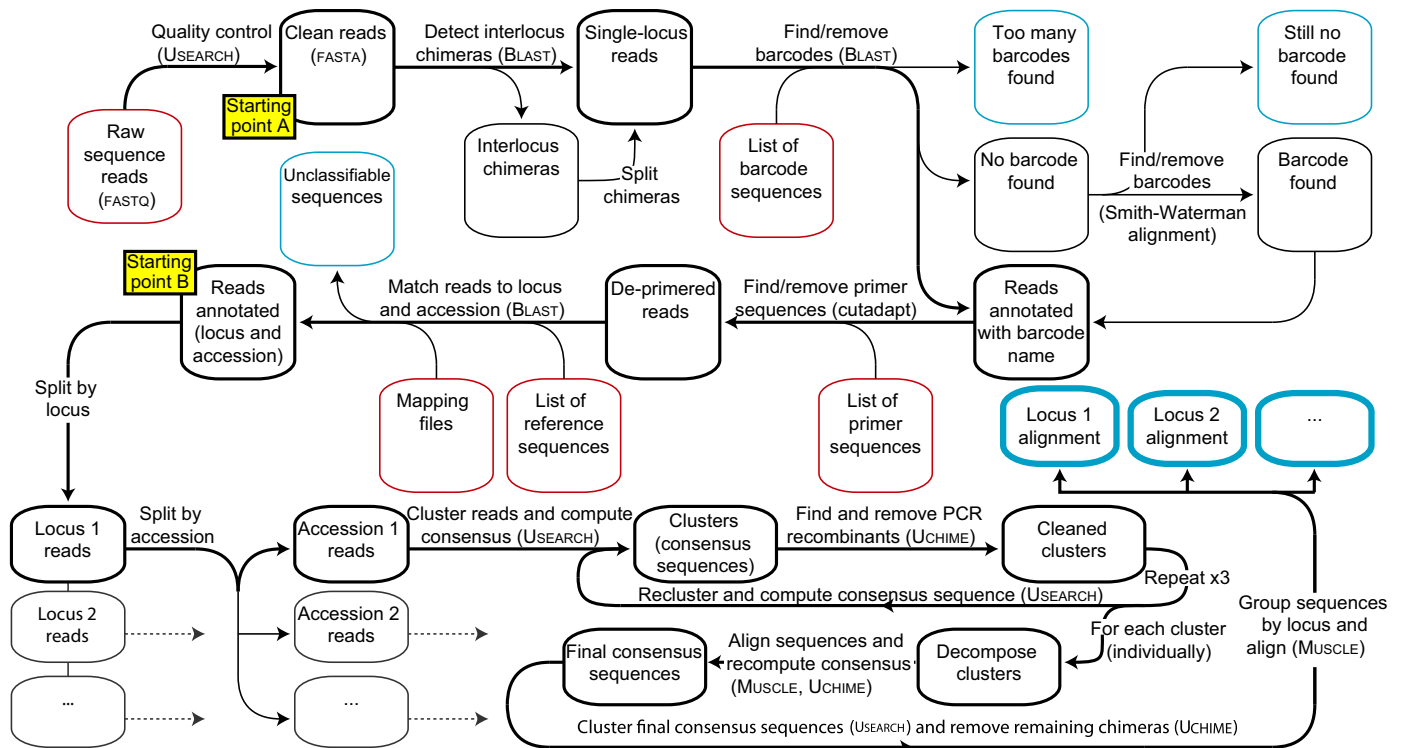 Quality control
(USEARCH)
Clean reads
(FASTA)
Detect interlocus
chimeras (BLAST)
Single-locus
reads
Find/remove
barcodes (BLAST)
Too many
barcodes
found
Still no
barcode
found
Starting
point A
Raw
sequence
reads
(FASTQ)
Unclassifiable
sequences
Interlocus
chimeras
Split
chimeras
List of
barcode
sequences
No barcode
found
Find/remove
barcodes
(Smith-Waterman
alignment)
Barcode
found
Starting
point B
Reads
annotated
(locus and
accession)
Match reads to locus
and accession (BLAST)
De-primered
reads
Find/remove primer
sequences (cutadapt)
Reads
annotated
with barcode
name
Split by
locus
Mapping
files
List of
reference
sequences
List of
primer
sequences
Locus 1
alignment
Locus 2
alignment
...
Locus 1
reads
Split by
accession
Accession 1
reads
Cluster reads and compute
consensus (USEARCH)
Clusters
(consensus
sequences)
Find and remove PCR
recombinants (UCHIME)
Cleaned
clusters
Repeat x3
Recluster and compute consensus sequence (USEARCH)
Group sequences
by locus and
align (MUSCLE)
Locus 2
reads
Accession 2
reads
Final consensus
sequences
Align sequences and
recompute consensus
(MUSCLE, UCHIME)
Decompose
clusters
For each cluster
(individually)
...
...
Cluster final consensus sequences (USEARCH) and remove remaining chimeras (UCHIME)